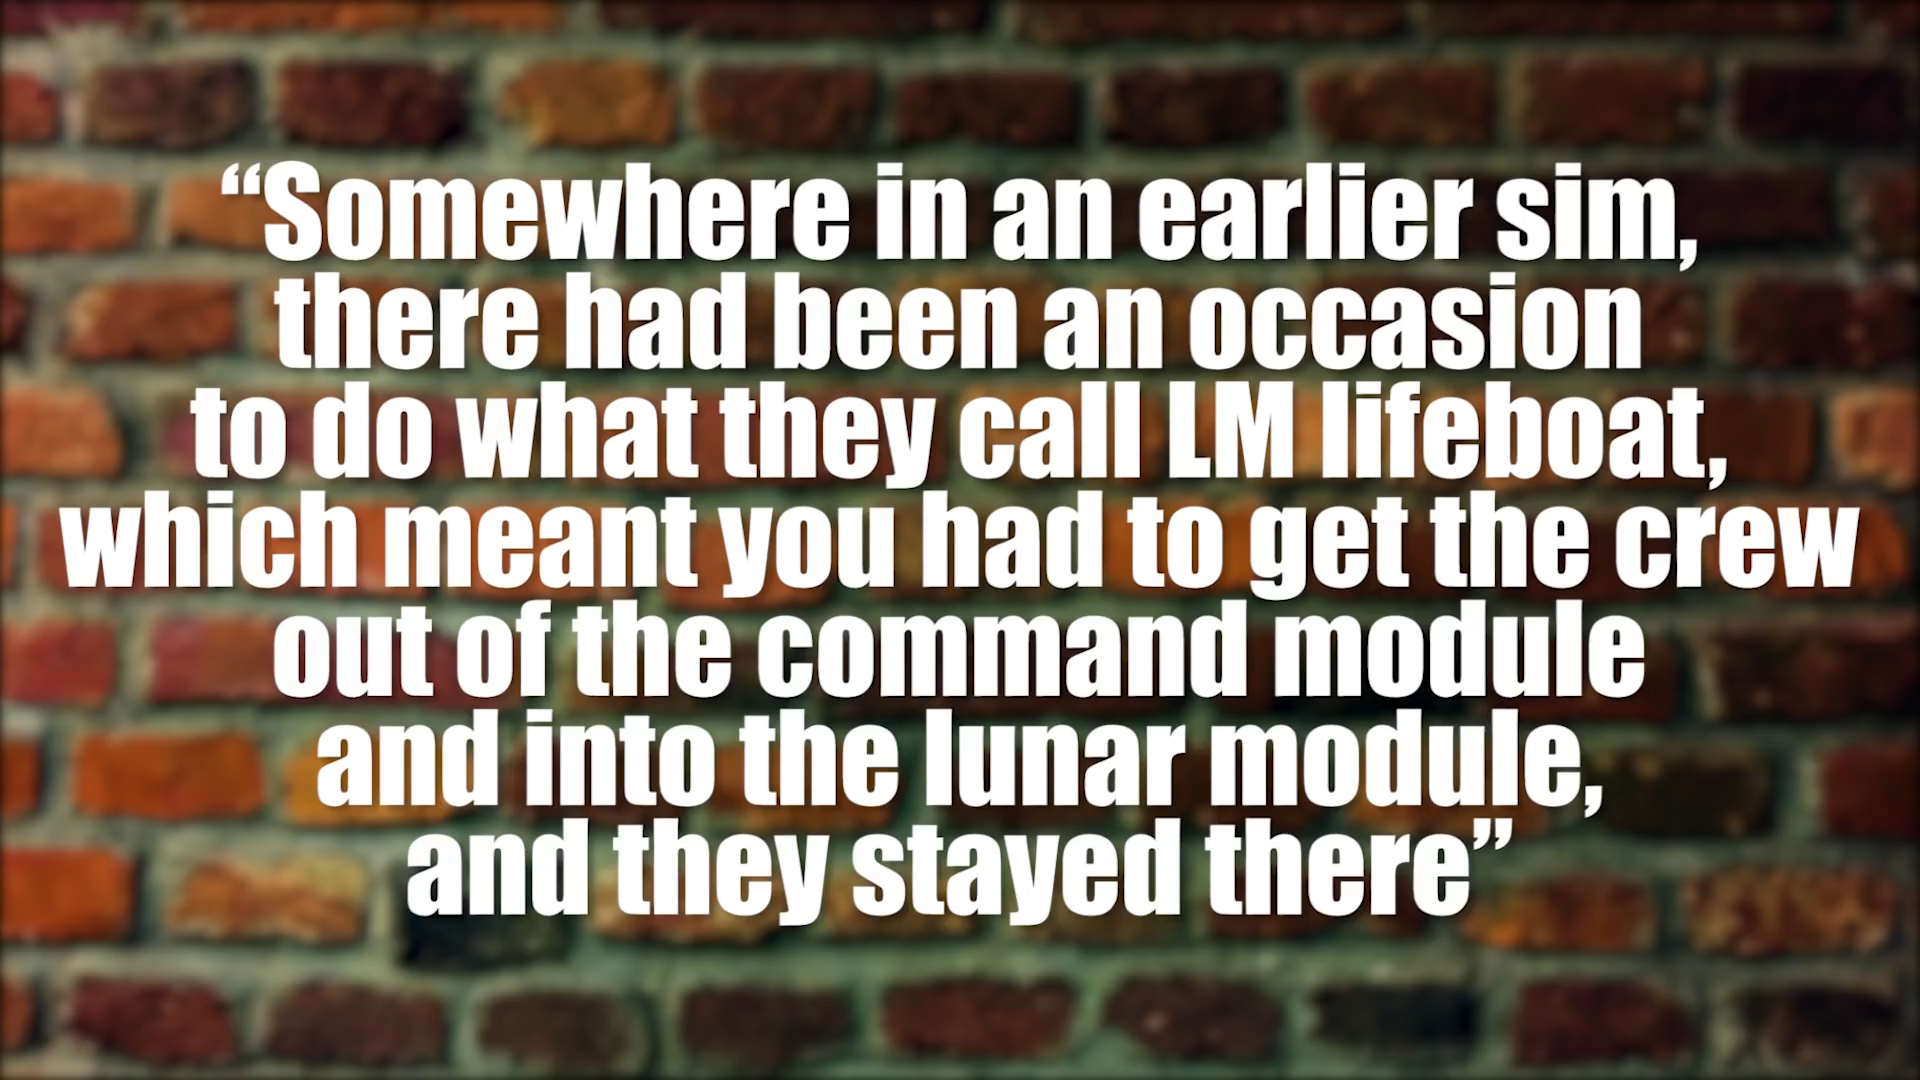 “Somewhere in an earlier sim,
there had been an occasion
to do what they call LM lifeboat,
which meant you had to get the crew
out of the command module
and into the lunar module,
and they stayed there”